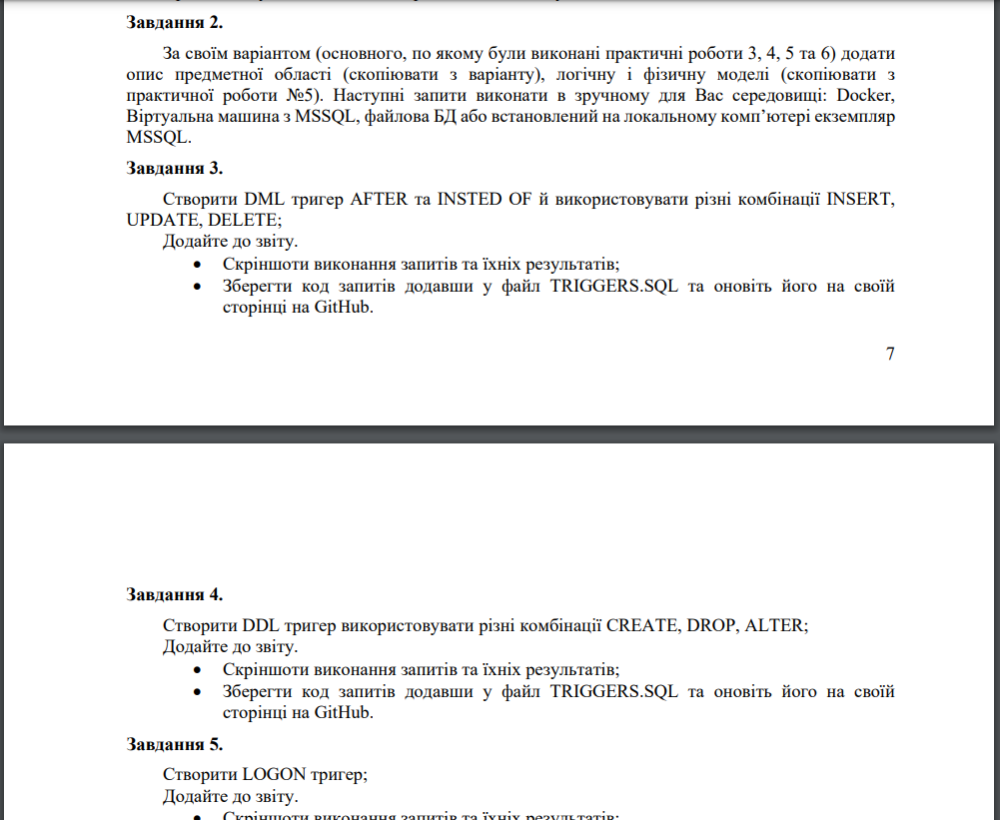 Завдання 2.
За своїм варіантом (основного, по якому були виконані практичні роботи 3, 4, 5 та 6) додати
опис предметної області (скопіювати з варіанту), логічну і фізичну моделі (скопіювати з
практичної роботи №5). Наступні запити виконати в зручному для Вас середовищі: Docker,
Віртуальна машина з MSSQL, файлова БД або встановлений на локальному комп’ютері екземпляр
MSSQL.
Завдання 3.
Створити DML тригер AFTER та INSTED OF й використовувати різні комбінації INSERT,
UPDATE, DELETE;
Додайте до звіту.
• Скріншоти виконання запитів та їхніх результатів;
• Зберегти код запитів додавши у файл TRIGGERS.SQL та оновіть його на своїй
сторінці на GitHub.
7
Завдання 4.
Створити DDL тригер використовувати різні комбінації CREATE, DROP, ALTER;
Додайте до звіту.
• Скріншоти виконання запитів та їхніх результатів;
• Зберегти код запитів додавши у файл TRIGGERS.SQL та оновіть його на своїй
сторінці на GitHub.
Завдання 5.
Створити LOGON тригер;
Додайте до звіту.
• Скріншоти виконання запитів та їхніх результатів;